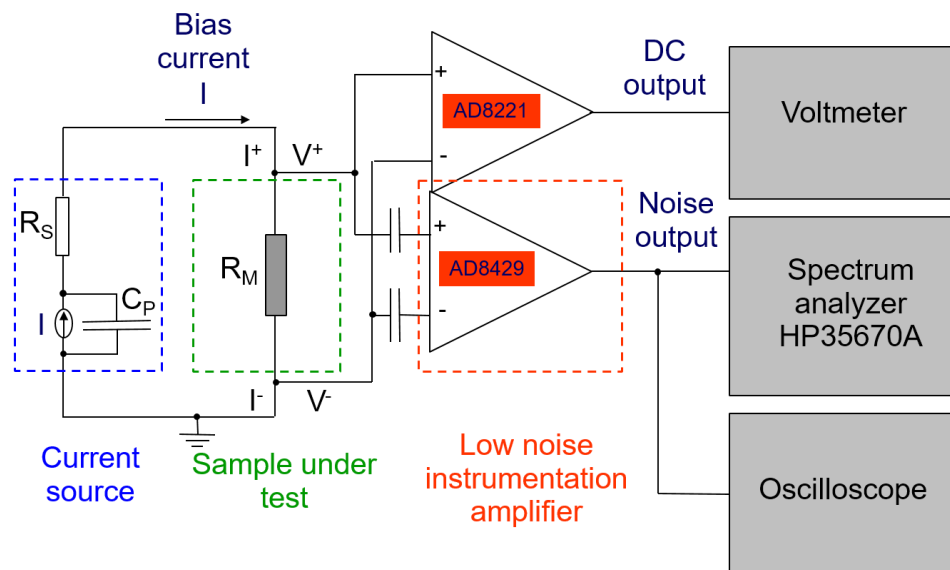 Bias
current
I
DC
output
Voltmeter
+
AD8221
-
I+ V+
RS
RM
CP
I
Noise
output
+
AD8429
-
Spectrum
analyzer
HP35670A
I- V-
Current
source
Sample under
test
Low noise
instrumentation
amplifier
Oscilloscope